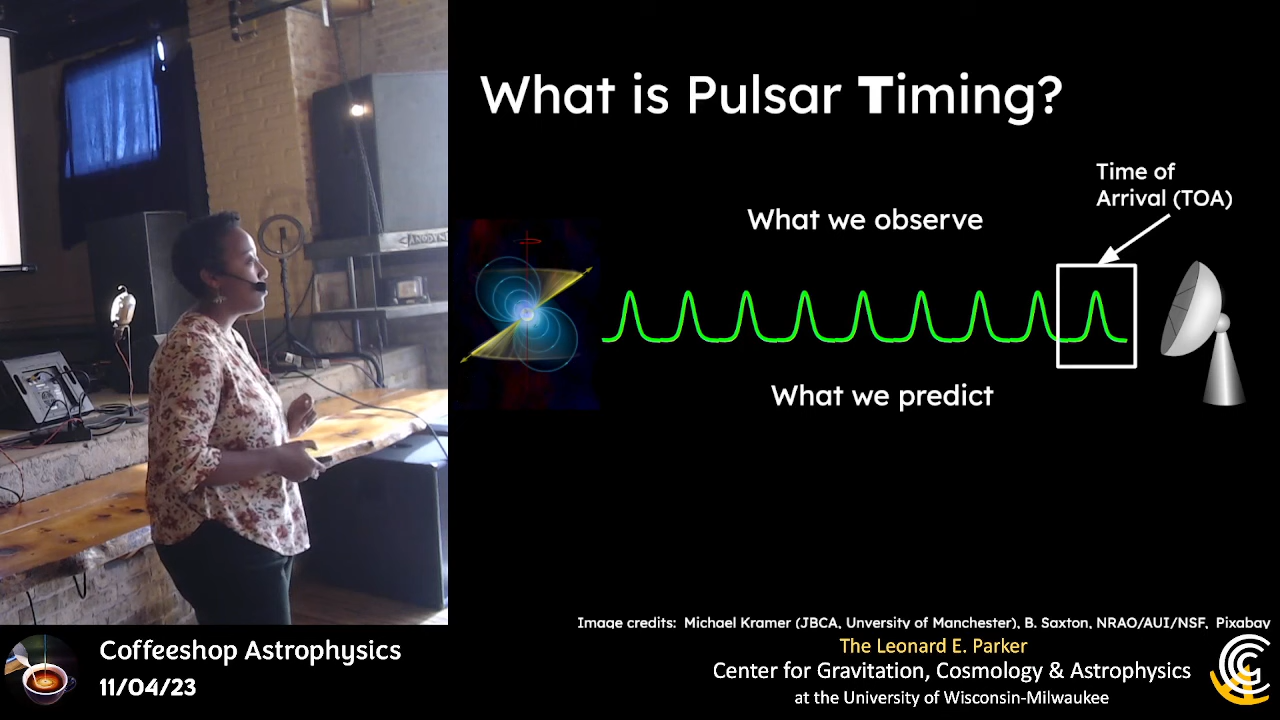 What is Pulsar Timing?
Time of
Arrival (TOA)
What we observe
What we predict
Image credits: Michael Kramer (JBCA, Unversity of Manchester), B. Saxton, NRAO/AUI/NSF, Pixabay
Coffeeshop Astrophysics
11/04/23
The Leonard E. Parker
Center for Gravitation, Cosmology & Astrophysics
at the University of Wisconsin-Milwaukee